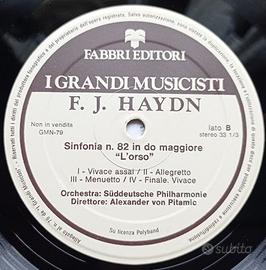 FABBRI EDITORI
I GRANDI MUSICISTI
F. J. HAYDN
Non in vendita
GMN-79
lato B
stereo 33 1/3
Sinfonia n. 82 in do maggiore
"L'orso"
I - Vivace assai / II - Allegretto
III - Menuetto / IV - Finale. Vivace
Orchestra: Süddeutsche Philharmonie
Direttore: Alexander von Pitamic
Su licenza Polyband
subito